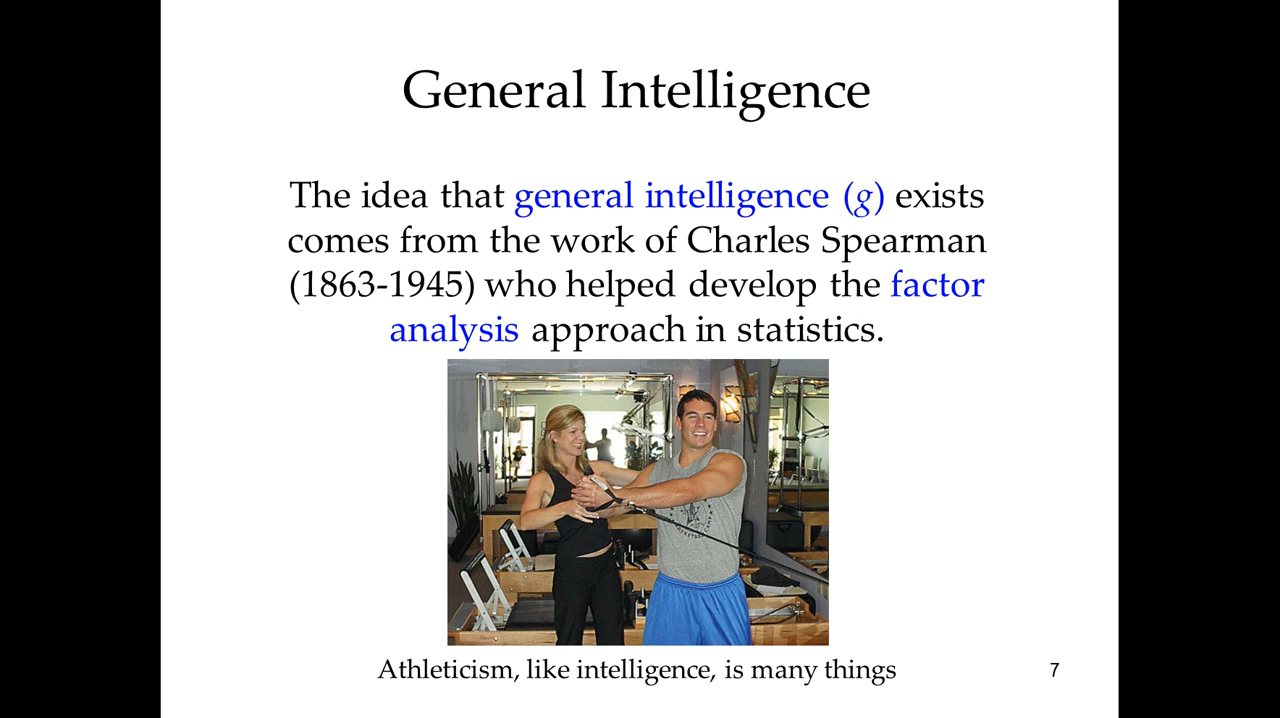 General Intelligence
The idea that general intelligence (g) exists
comes from the work of Charles Spearman
(1863-1945) who helped develop the factor
analysis approach in statistics.
Athleticism, like intelligence, is many things
7